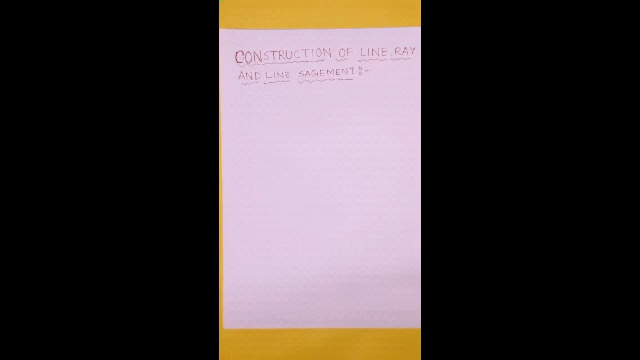 CONSTRUCTION OF LINE RAY
AND LINE SAGEMENT :-